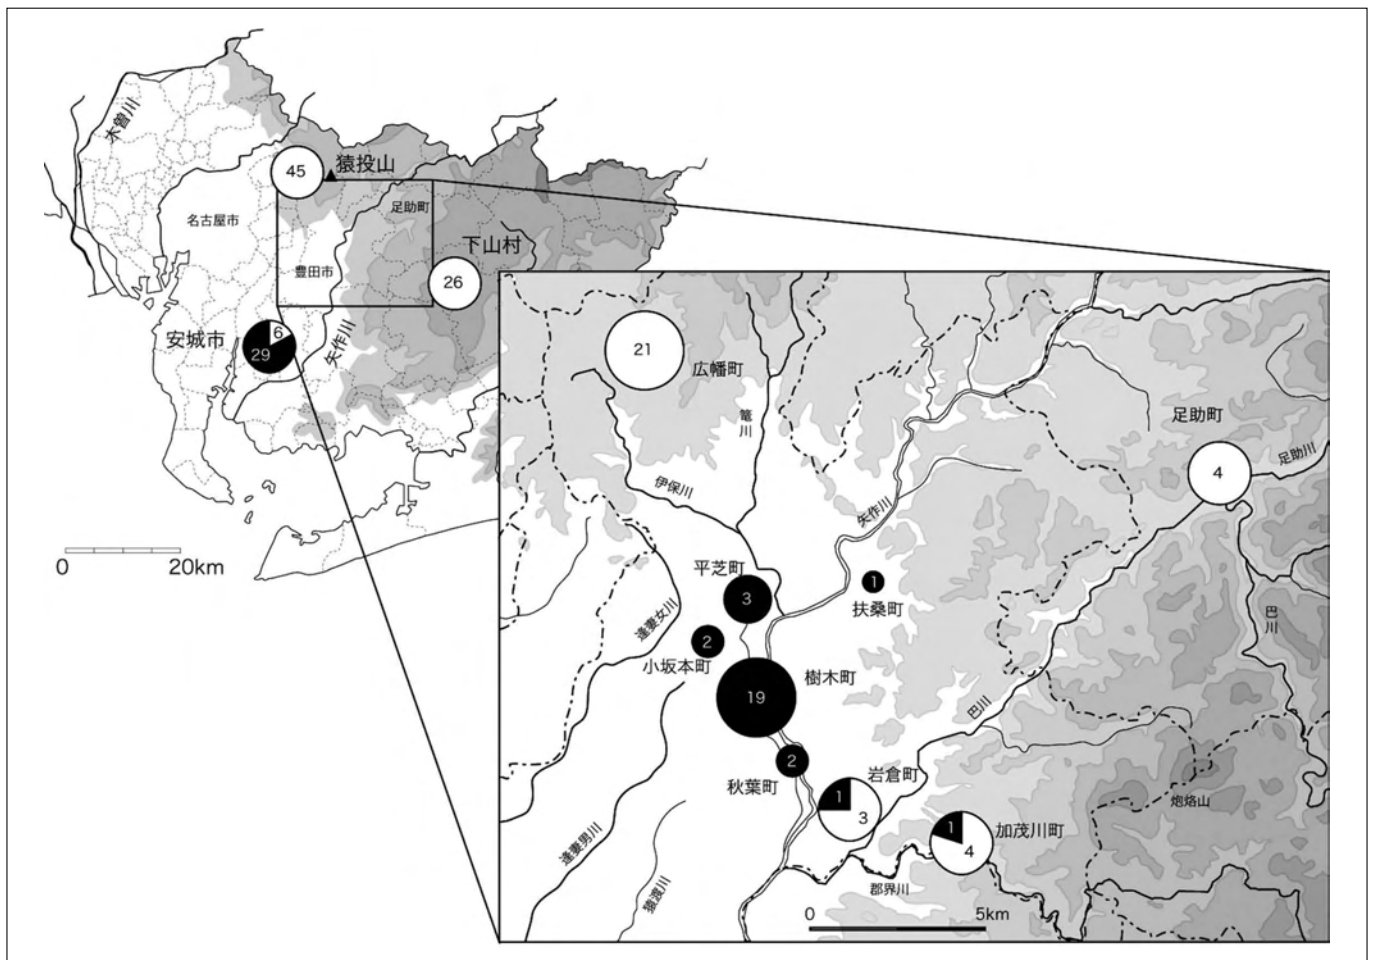 木曽川
45
猿投山
足助町
名古屋市
下山村
豊田市
26
安城市
6
29
矢作川
0
20km
21
広幡町
篭川
足助町
足助川
4
伊保川
矢作川
平芝町
3
1
扶桑町
逢妻女川
2
小坂本町
樹木町
19
巴川
巴川
2
秋葉町
岩倉町
1
3
炮烙山
1
加茂川町
4
逢妻男川
猿渡川
郡界川
0
5km